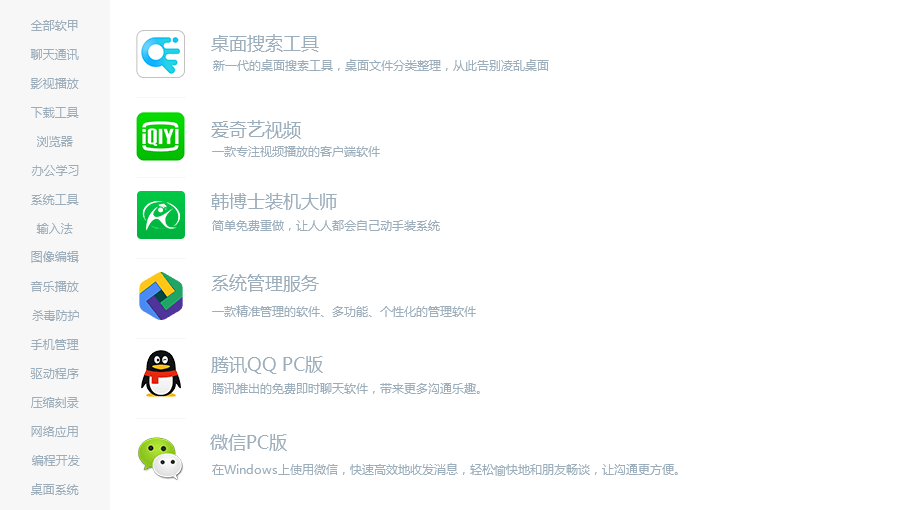 全部软甲
聊天通讯
影视播放
下载工具
浏览器
办公学习
系统工具
输入法
图像编辑
音乐播放
杀毒防护
手机管理
驱动程序
压缩刻录
网络应用
编程开发
桌面系统
桌面搜索工具
新一代的桌面搜索工具，桌面文件分类整理，从此告别凌乱桌面
iQIYI
爱奇艺视频
一款专注视频播放的客户端软件
韩博士装机大师
简单免费重做，让人人都会自己动手装系统
系统管理服务
一款精准管理的软件、多功能、个性化的管理软件
腾讯QQ PC版
腾讯推出的免费即时聊天软件，带来更多沟通乐趣。
微信PC版
在Windows上使用微信，快速高效地收发消息，轻松愉快地和朋友畅谈，让沟通更方便。